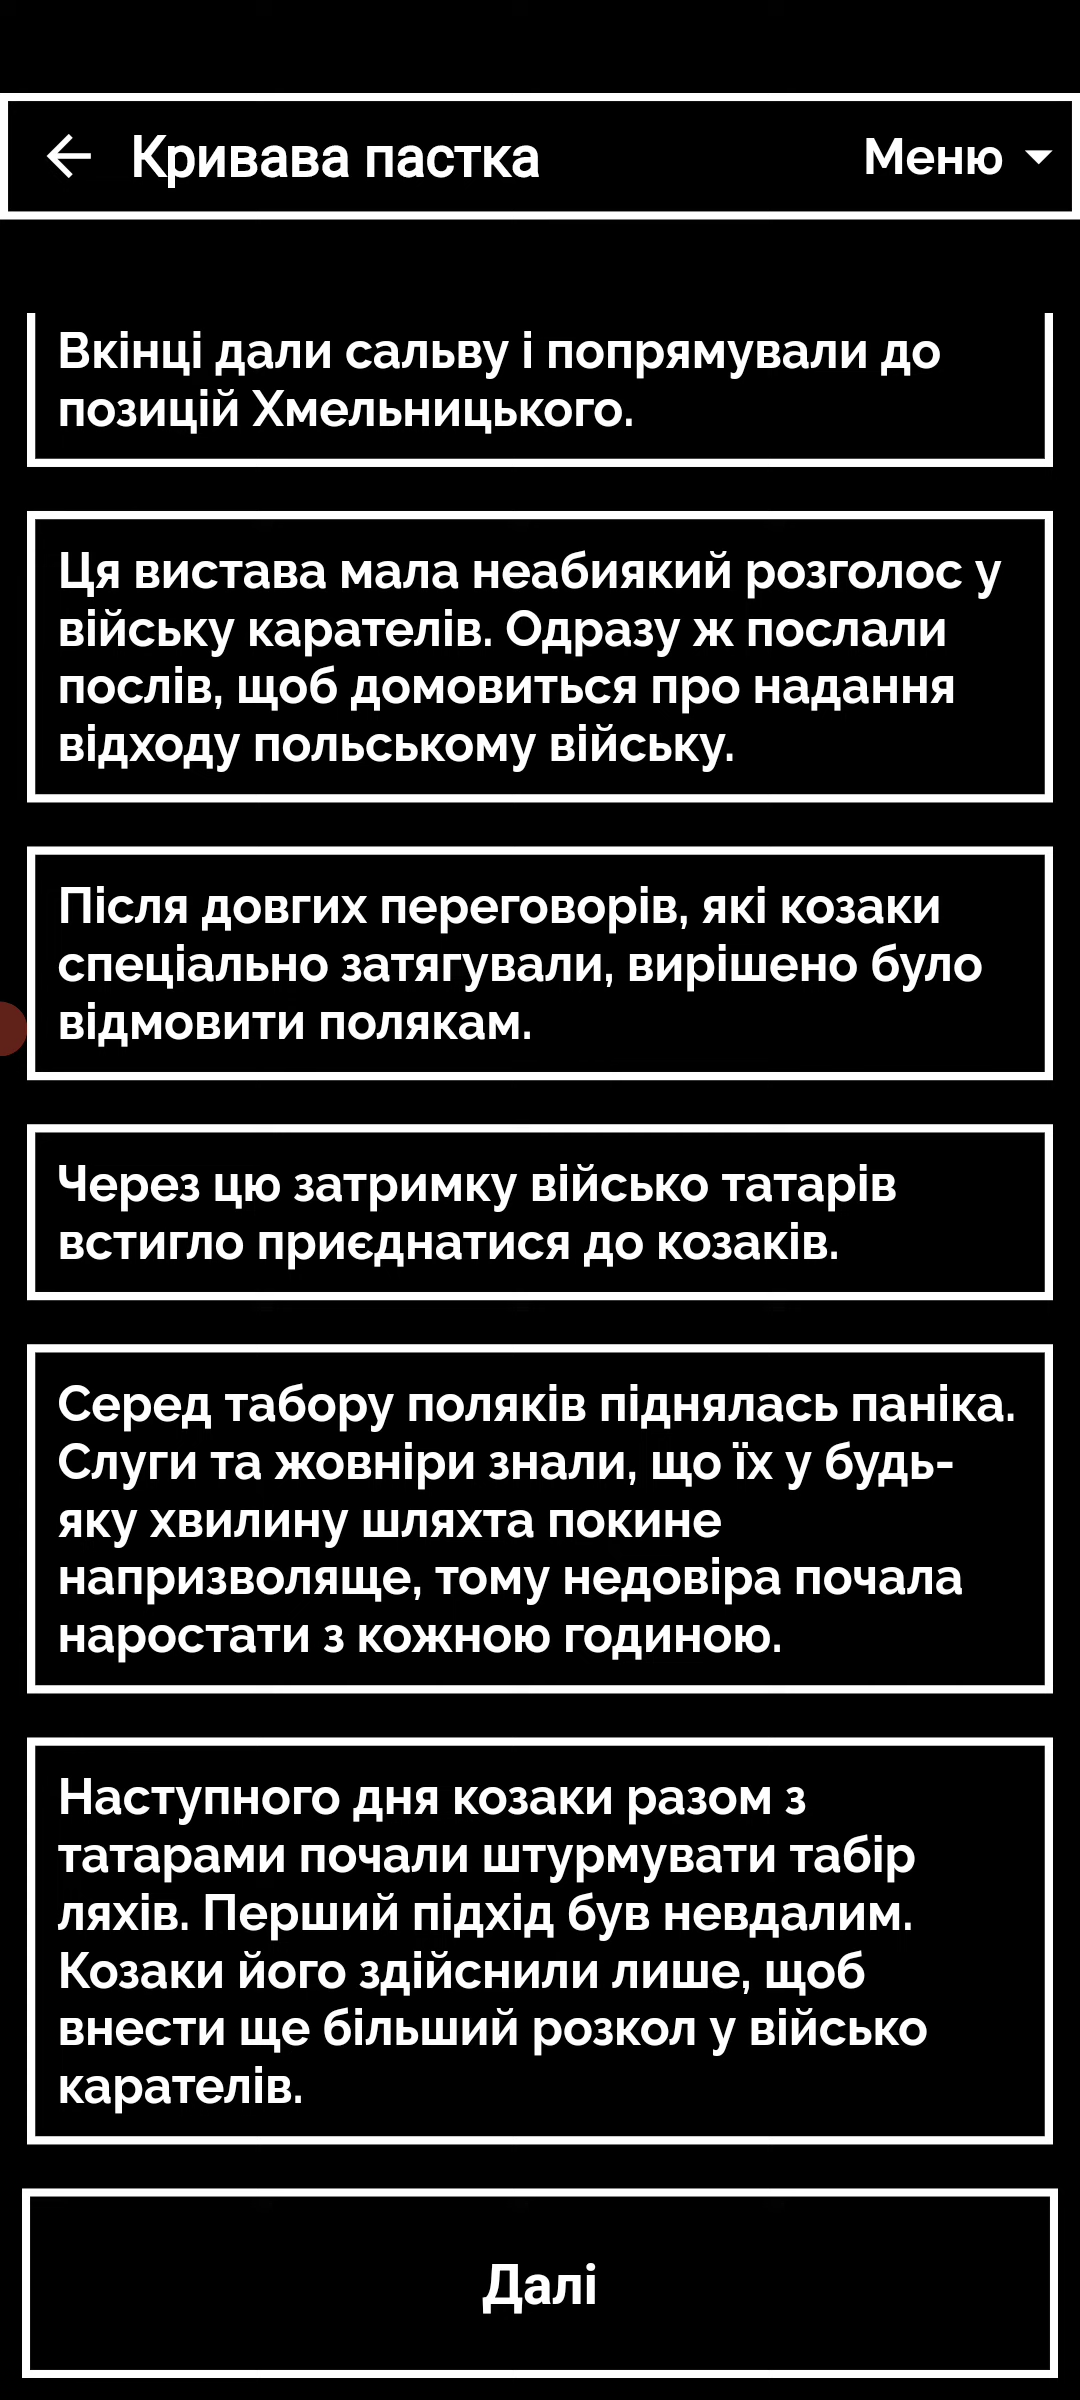 Кривава пастка
Меню
Вкінці дали сальву і попрямували до
позицій Хмельницького.
Ця вистава мала неабиякий розголос у
війську карателів. Одразу ж послали
послів, щоб домовиться про надання
відходу польському війську.
Після довгих переговорів, які козаки
спеціально затягували, вирішено було
відмовити полякам.
Через цю затримку військо татарів
встигло приєднатися до козаків.
Серед табору поляків піднялась паніка.
Слуги та жовніри знали, що їх у будь-
яку хвилину шляхта покине
напризволяще, тому недовіра почала
наростати з кожною годиною.
Наступного дня козаки разом з
татарами почали штурмувати табір
ляхів. Перший підхід був невдалим.
Козаки його здійснили лише, щоб
внести ще більший розкол у військо
карателів.
Далі